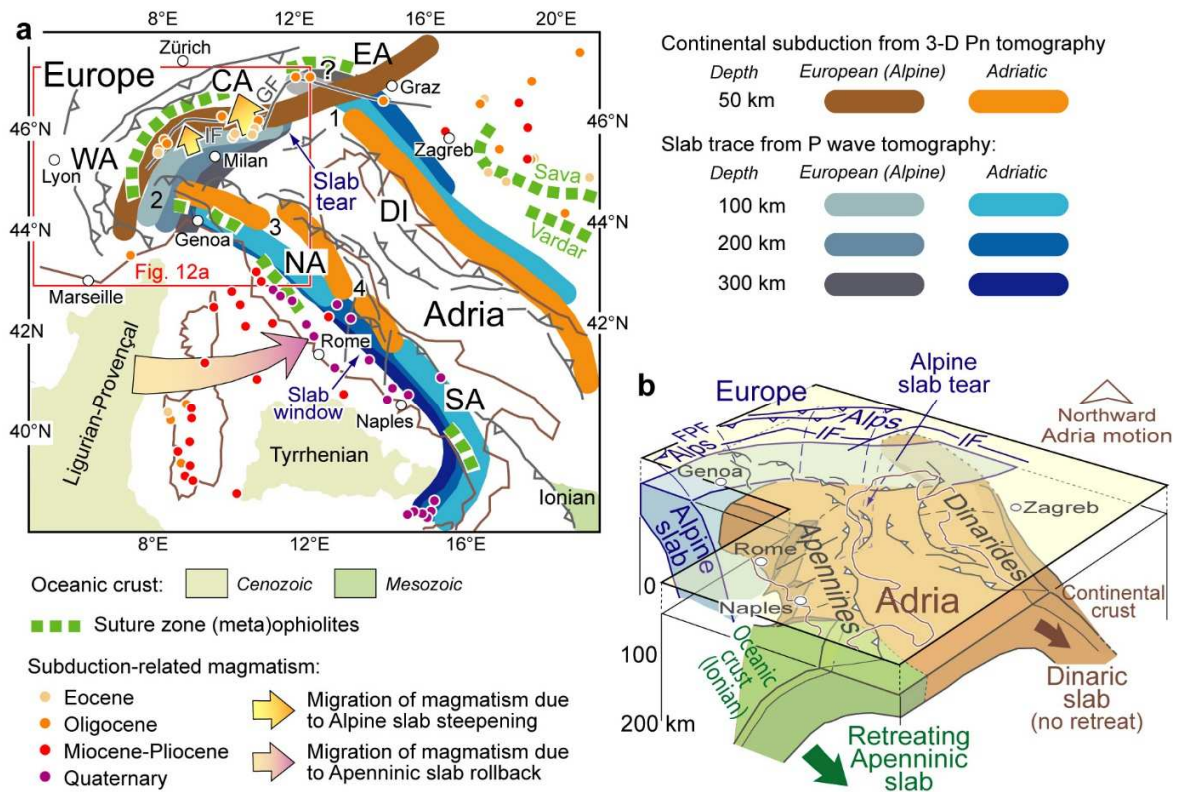 a
8°E
12°E
16°E
20°E
46°N
44°N
42°N
40°N
46°N
44°N
42°N
8°E
12°E
16°E
Zürich
Europe
CA
EA
?
GF
IF
Graz
WA
Lyon
Milan
1
Zagreb
Slab
tear
Sava
DI
Vardar
2
Genoa
3
NA
Fig. 12a
Marseille
4
Adria
Rome
Ligurian-Provençal
Slab
window
SA
Naples
Tyrrhenian
Ionian
Oceanic crust:
Cenozoic
Mesozoic
Suture zone (meta)ophiolites
Subduction-related magmatism:
Eocene
Oligocene
Miocene-Pliocene
Quaternary
Migration of magmatism due
to Alpine slab steepening
Migration of magmatism due
to Apenninic slab rollback
Continental subduction from 3-D Pn tomography
Depth European (Alpine) Adriatic
50 km
Slab trace from P wave tomography:
Depth European (Alpine) Adriatic
100 km
200 km
300 km
b
Europe
Alpine
slab tear
Northward
Adria motion
FPF
Alps
Alps
IF
IF
Genoa
Zagreb
Alpine
slab
Dinarides
Rome
Apennines
0
Naples
Adria
Continental
crust
Oceanic
crust
(Ionian)
100
200 km
Dinaric
slab
(no retreat)
Retreating
Apenninic
slab